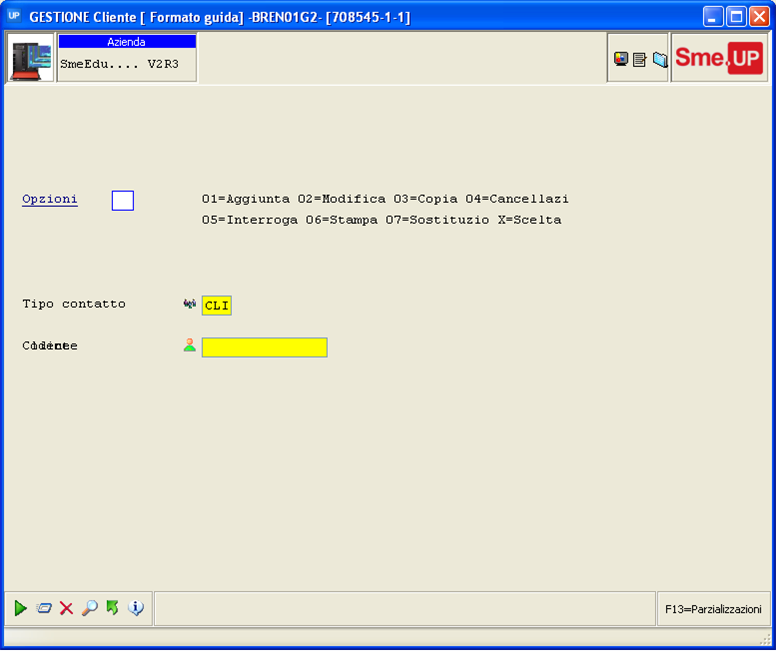 UP GESTIONE Cliente [ Formato guida] -BREN01G2- [708545-1-1]
Azienda
SmeEdu.... V2R3
Sme.UP
Opzioni
01=Aggiunta 02=Modifica 03=Copia 04=Cancellazi
05=Interroga 06=Stampa 07=Sostituzio X=Scelta
Tipo contatto
CLI
F13=Parzializzazioni